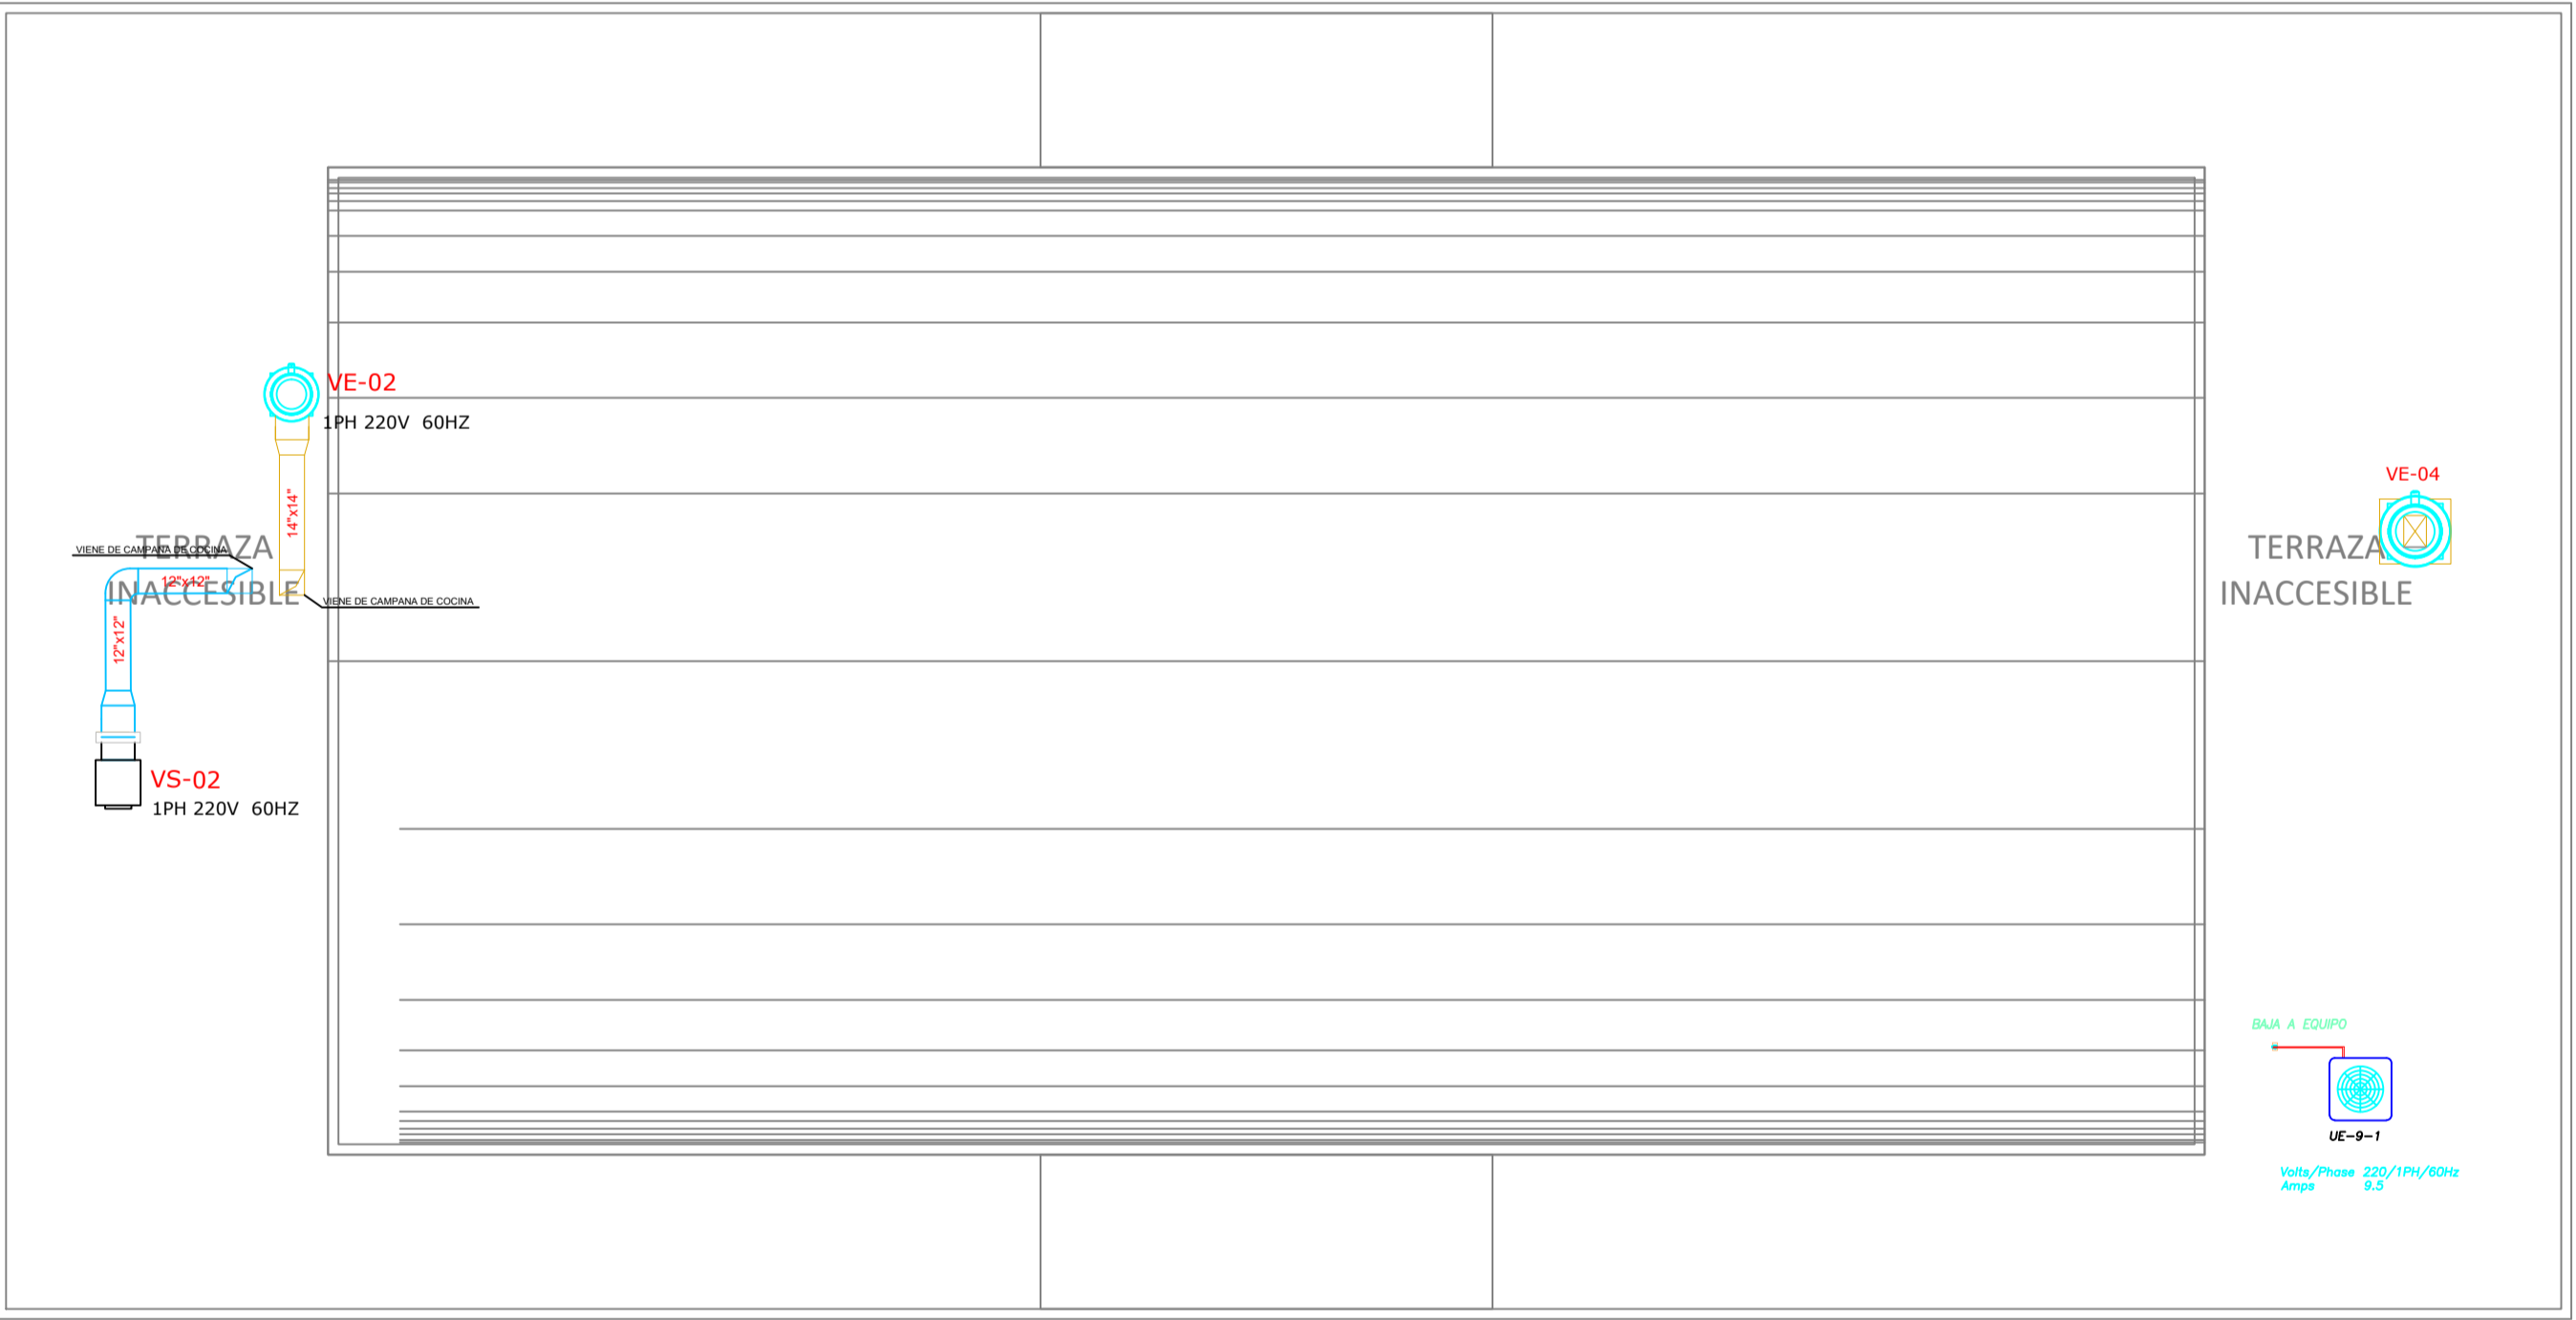 VE-02
1PH 220V  60HZ
14"x14"
VIENE DE CAMPANA DE COCINA
TERRAZA
INACCESIBLE
12"x12"
VIENE DE CAMPANA DE COCINA
12"x12"
VS-02
1PH 220V  60HZ
VE-04
TERRAZA
INACCESIBLE
BAJA A EQUIPO
UE-9-1
Volts/Phase 220/1PH/60Hz
Amps 9.5